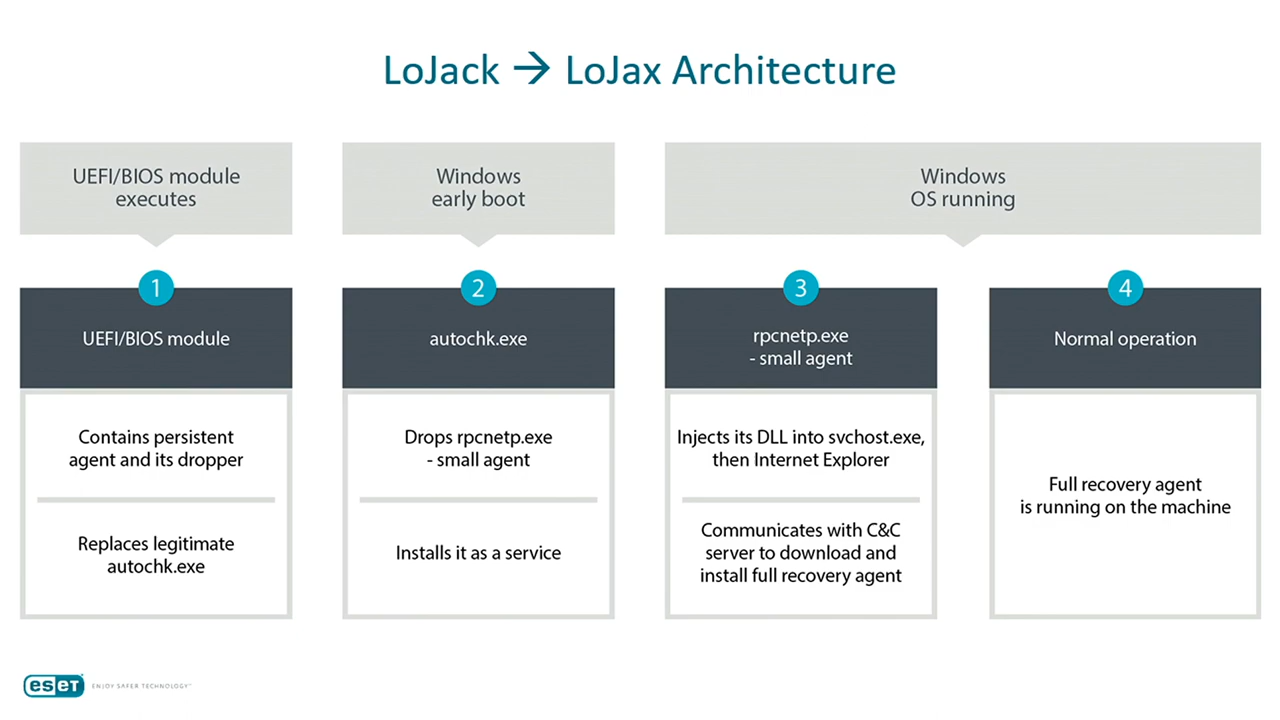 LoJack → LoJax Architecture
UEFI/BIOS module
executes
Windows
early boot
Windows
OS running
1
UEFI/BIOS module
Contains persistent
agent and its dropper
Replaces legitimate
autochk.exe
2
autochk.exe
Drops rpcnetp.exe
- small agent
Installs it as a service
3
rpcnetp.exe
- small agent
Injects its DLL into svchost.exe,
then Internet Explorer
Communicates with C&C
server to download and
install full recovery agent
4
Normal operation
Full recovery agent
is running on the machine
eseT ENJOY SAFER TECHNOLOGY™